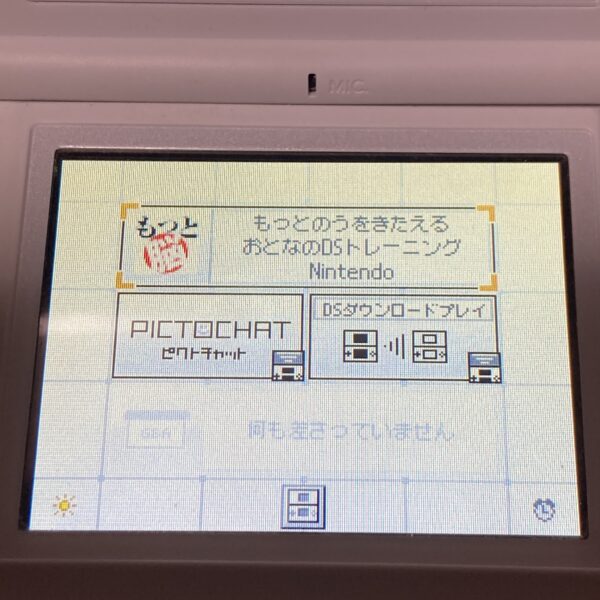 MIC.
もっと
脳
もっとのうをきたえる
おとなのDSトレーニング
Nintendo
PICTOCHAT
ピクトチャット
DSダウンロードプレイ
GBA
何も差さっていません